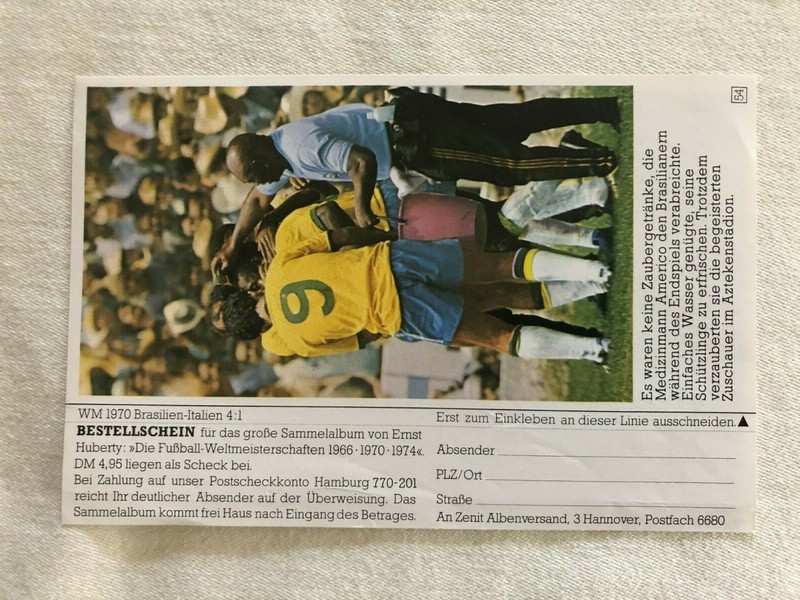 54
Es waren keine Zaubergetränke, die
Medizinmann Americo den Brasilianern
während des Endspiels verabreichte.
Einfaches Wasser genügte, seine
Schützlinge zu erfrischen. Trotzdem
verzauberten sie die begeisterten
Zuschauer im Aztekenstadion.
9
WM 1970 Brasilien-Italien 4:1
Erst zum Einkleben an dieser Linie ausschneiden.▲
BESTELLSCHEIN für das große Sammelalbum von Ernst
Huberty: »Die Fußball-Weltmeisterschaften 1966 · 1970 · 1974«.
DM 4,95 liegen als Scheck bei.
Bei Zahlung auf unser Postscheckkonto Hamburg 770-201
reicht Ihr deutlicher Absender auf der Überweisung. Das
Sammelalbum kommt frei Haus nach Eingang des Betrages.
Absender
PLZ/Ort
Straße
An Zenit Albenversand, 3 Hannover, Postfach 6680